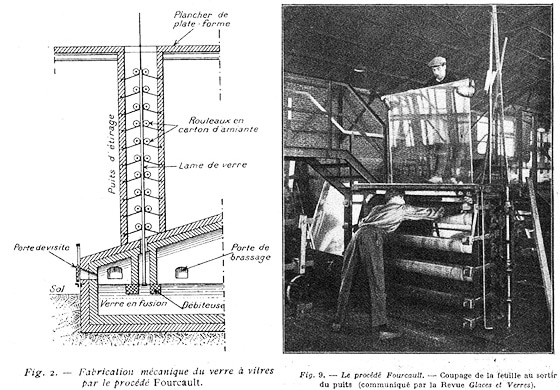 Plancher de
plate-forme
Rouleaux en
carton d'amiante
Puits d'étirage
Lame de verre
Porte de visite
Porte de
brassage
Sol
Verre en fusion
Débiteuse
Fig. 2. — Fabrication mécanique du verre à vitres
par le procédé Fourcault.
Fig. 9. — Le procédé Fourcault. — Coupage de la feuille au sortir
du puits (communiqué par la Revue Glaces et Verres).